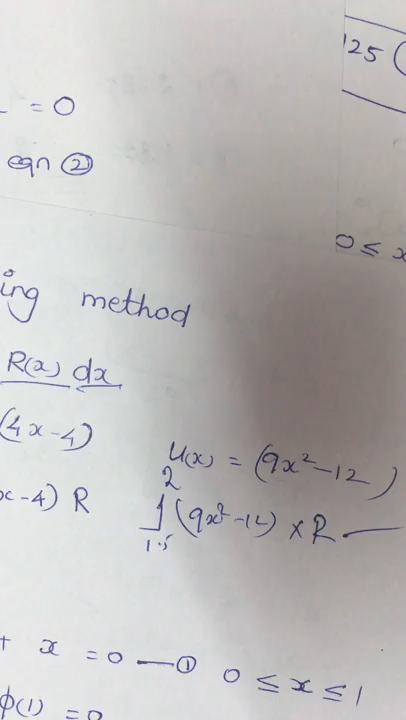 125 (
= 0
eqn ②
0 ≤ x
ing method
R(x) dx
(4x-4)
u(x) = (9x²-12)
x-4) R
2
∫ (9x²-12) × R —
1.5
+ x = 0 —① 0 ≤ x ≤ 1
φ(1) = 0